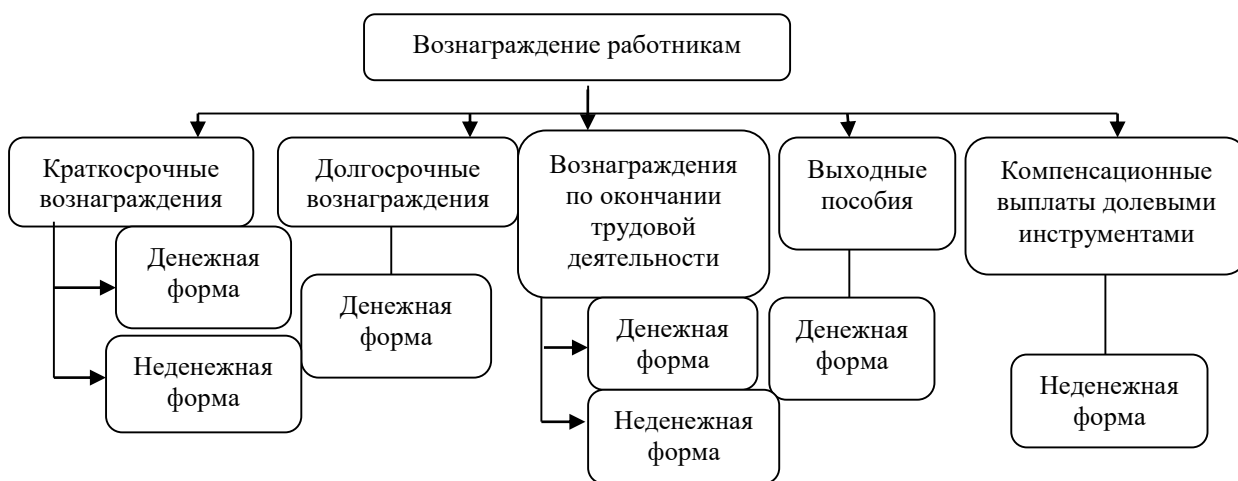 Вознаграждение работникам
Краткосрочные
вознаграждения
Долгосрочные
вознаграждения
Вознаграждения
по окончании
трудовой
деятельности
Выходные
пособия
Компенсационные
выплаты долевыми
инструментами
Денежная
форма
Неденежная
форма
Денежная
форма
Денежная
форма
Неденежная
форма
Денежная
форма
Неденежная
форма